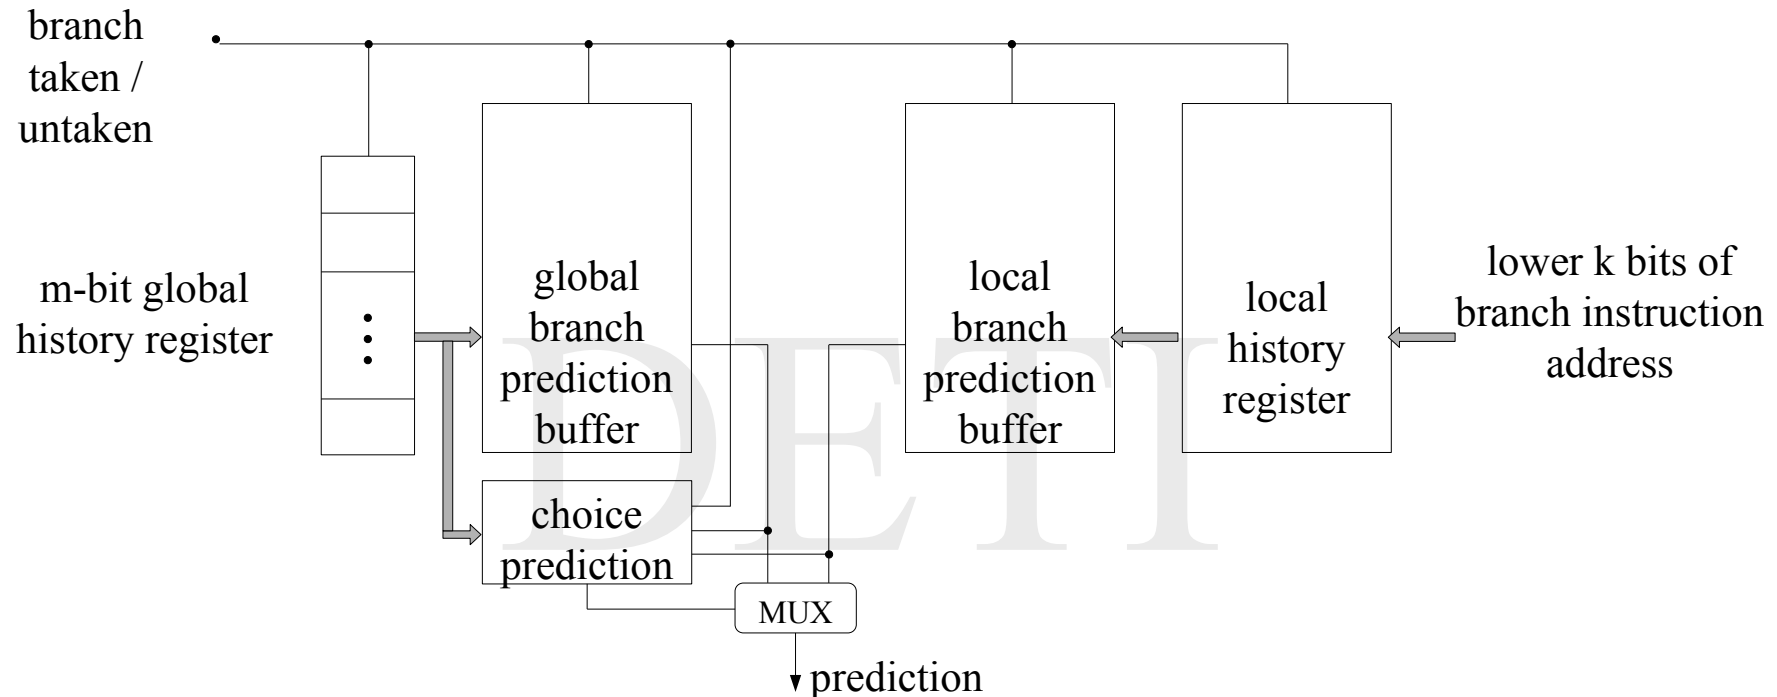 branch
taken /
untaken
m-bit global
history register
global
branch
prediction
buffer
local
branch
prediction
buffer
local
history
register
lower k bits of
branch instruction
address
choice
prediction
MUX
prediction
DETI